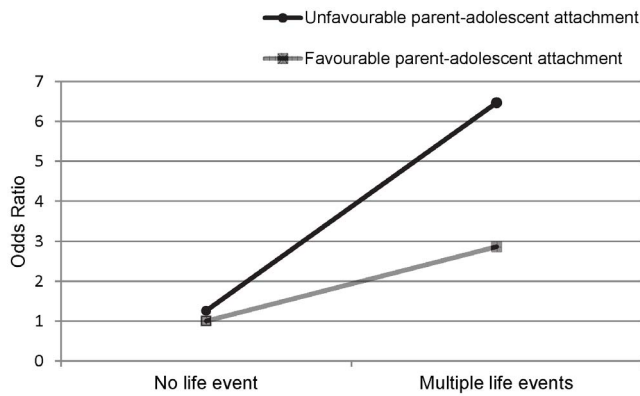 Unfavourable parent-adolescent attachment
Favourable parent-adolescent attachment
7
6
5
4
3
2
1
0
Odds Ratio
No life event
Multiple life events